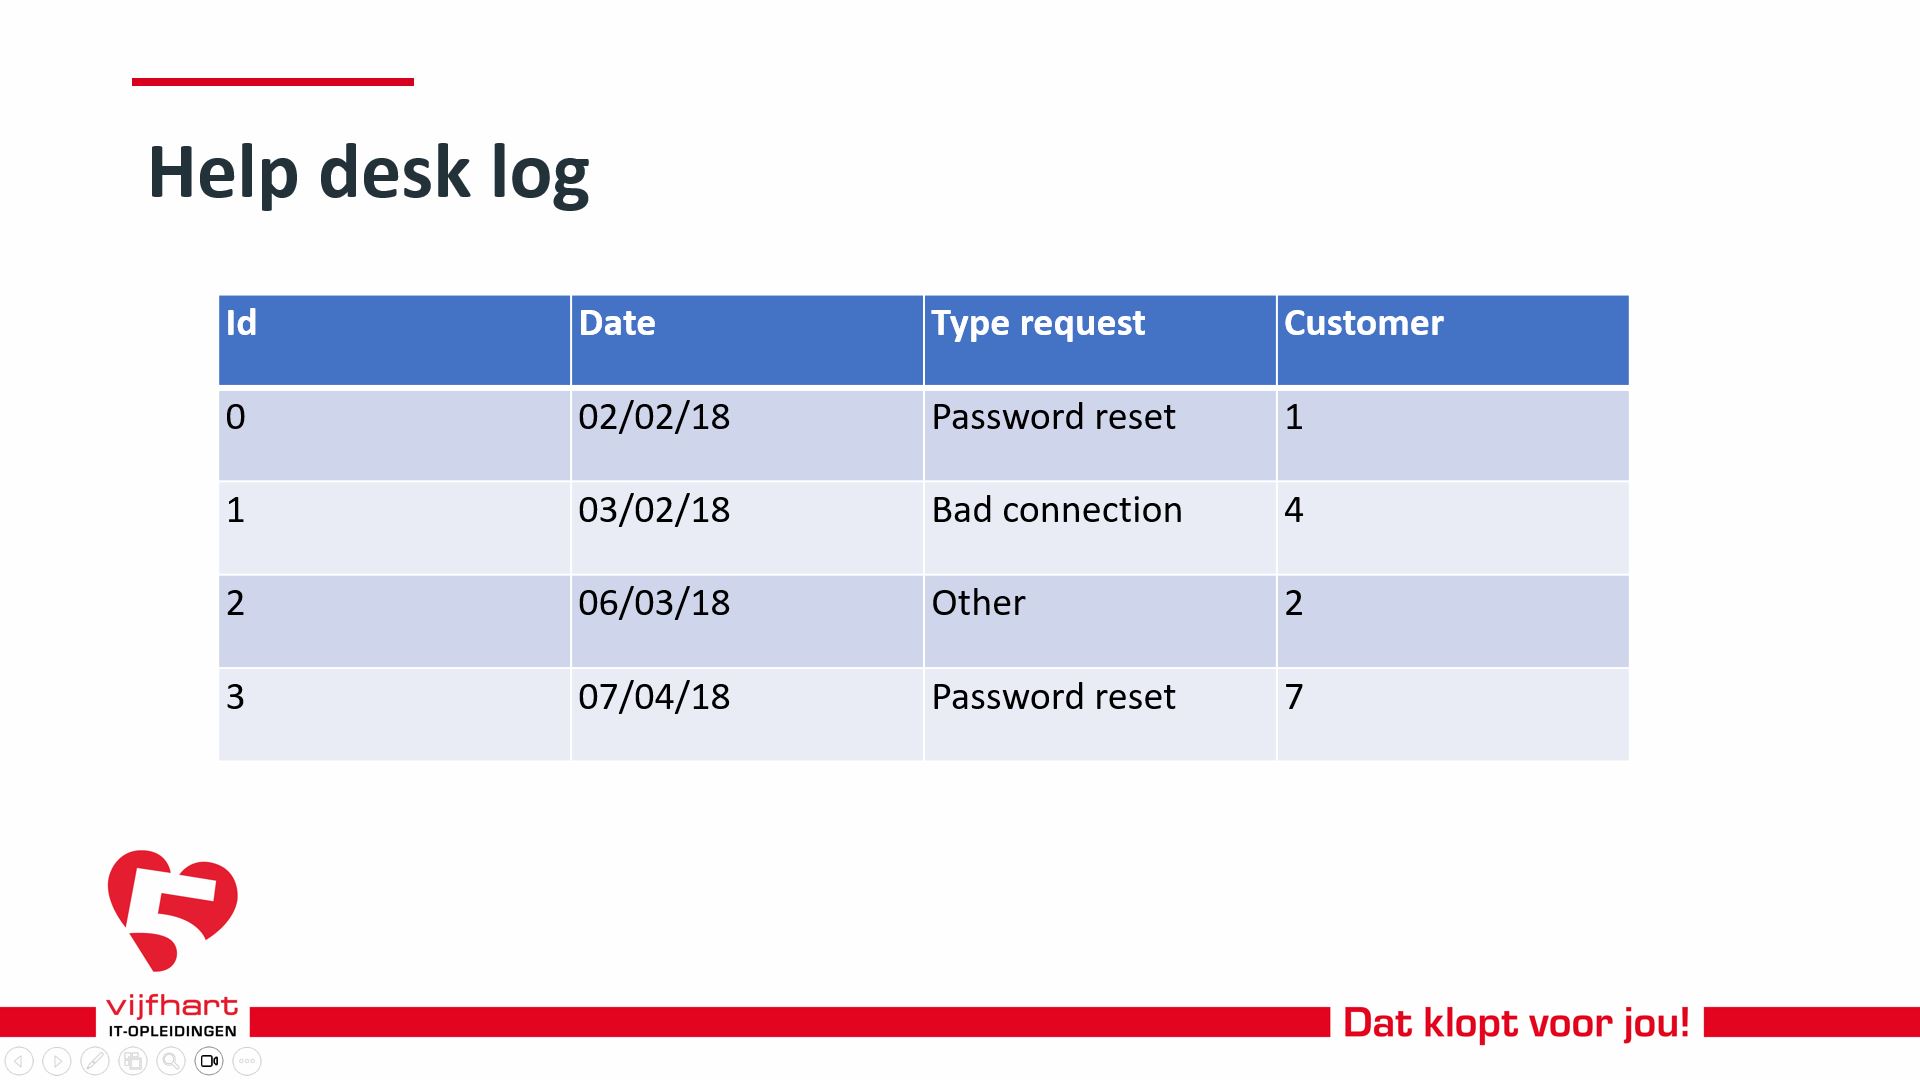 Help desk log
Id Date Type request Customer
0 02/02/18 Password reset 1
1 03/02/18 Bad connection 4
2 06/03/18 Other 2
3 07/04/18 Password reset 7
5
vijfhart
IT-OPLEIDINGEN
Dat klopt voor jou!